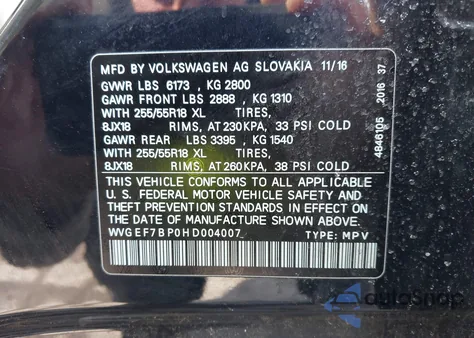 MFD BY VOLKSWAGEN AG SLOVAKIA 11/16
GVWR LBS 6173 , KG 2800
GAWR FRONT LBS 2888 , KG 1310
WITH 255/55R18 XL TIRES,
8JX18 RIMS, AT 230KPA, 33 PSI COLD
GAWR REAR LBS 3395 , KG 1540
WITH 255/55R18 XL TIRES,
8JX18 RIMS, AT 260KPA, 38 PSI COLD
THIS VEHICLE CONFORMS TO ALL APPLICABLE
U. S. FEDERAL MOTOR VEHICLE SAFETY AND
THEFT PREVENTION STANDARDS IN EFFECT
ON THE DATE OF MANUFACTURE SHOWN ABOVE.
WVGEF7BP0HD004007 TYPE: MPV
4846105 2016 37
AutoSnap